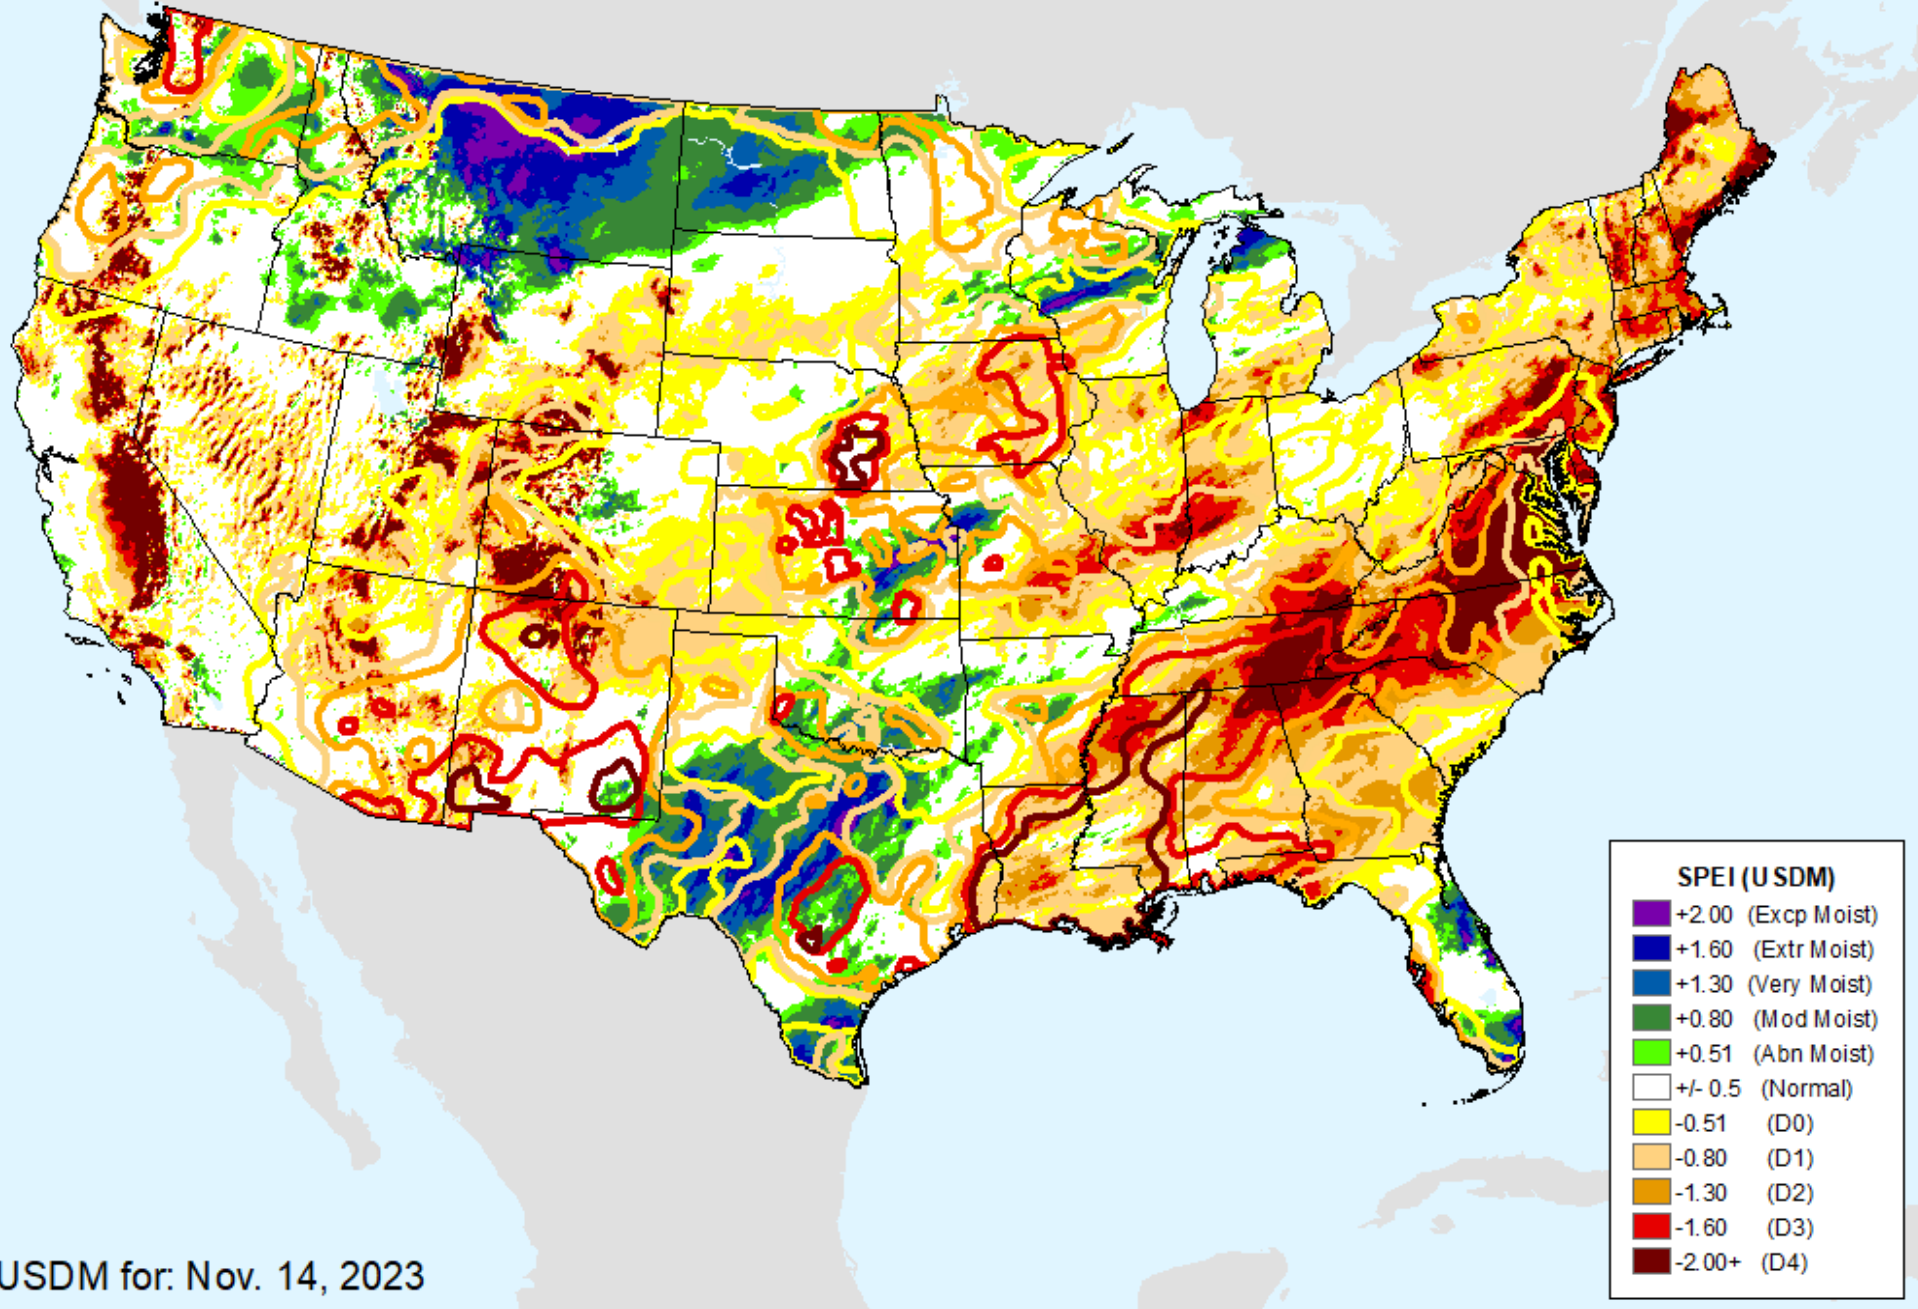 SPEI (USDM)
+2.00 (Excp Moist)
+1.60 (Extr Moist)
+1.30 (Very Moist)
+0.80 (Mod Moist)
+0.51 (Abn Moist)
+/- 0.5 (Normal)
-0.51 (D0)
-0.80 (D1)
-1.30 (D2)
-1.60 (D3)
-2.00+ (D4)
USDM for: Nov. 14, 2023